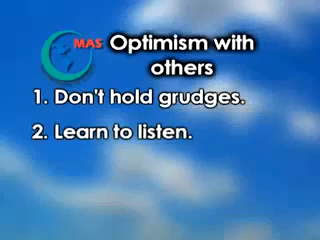 MAS
Optimism with
others
1. Don't hold grudges.
2. Learn to listen.